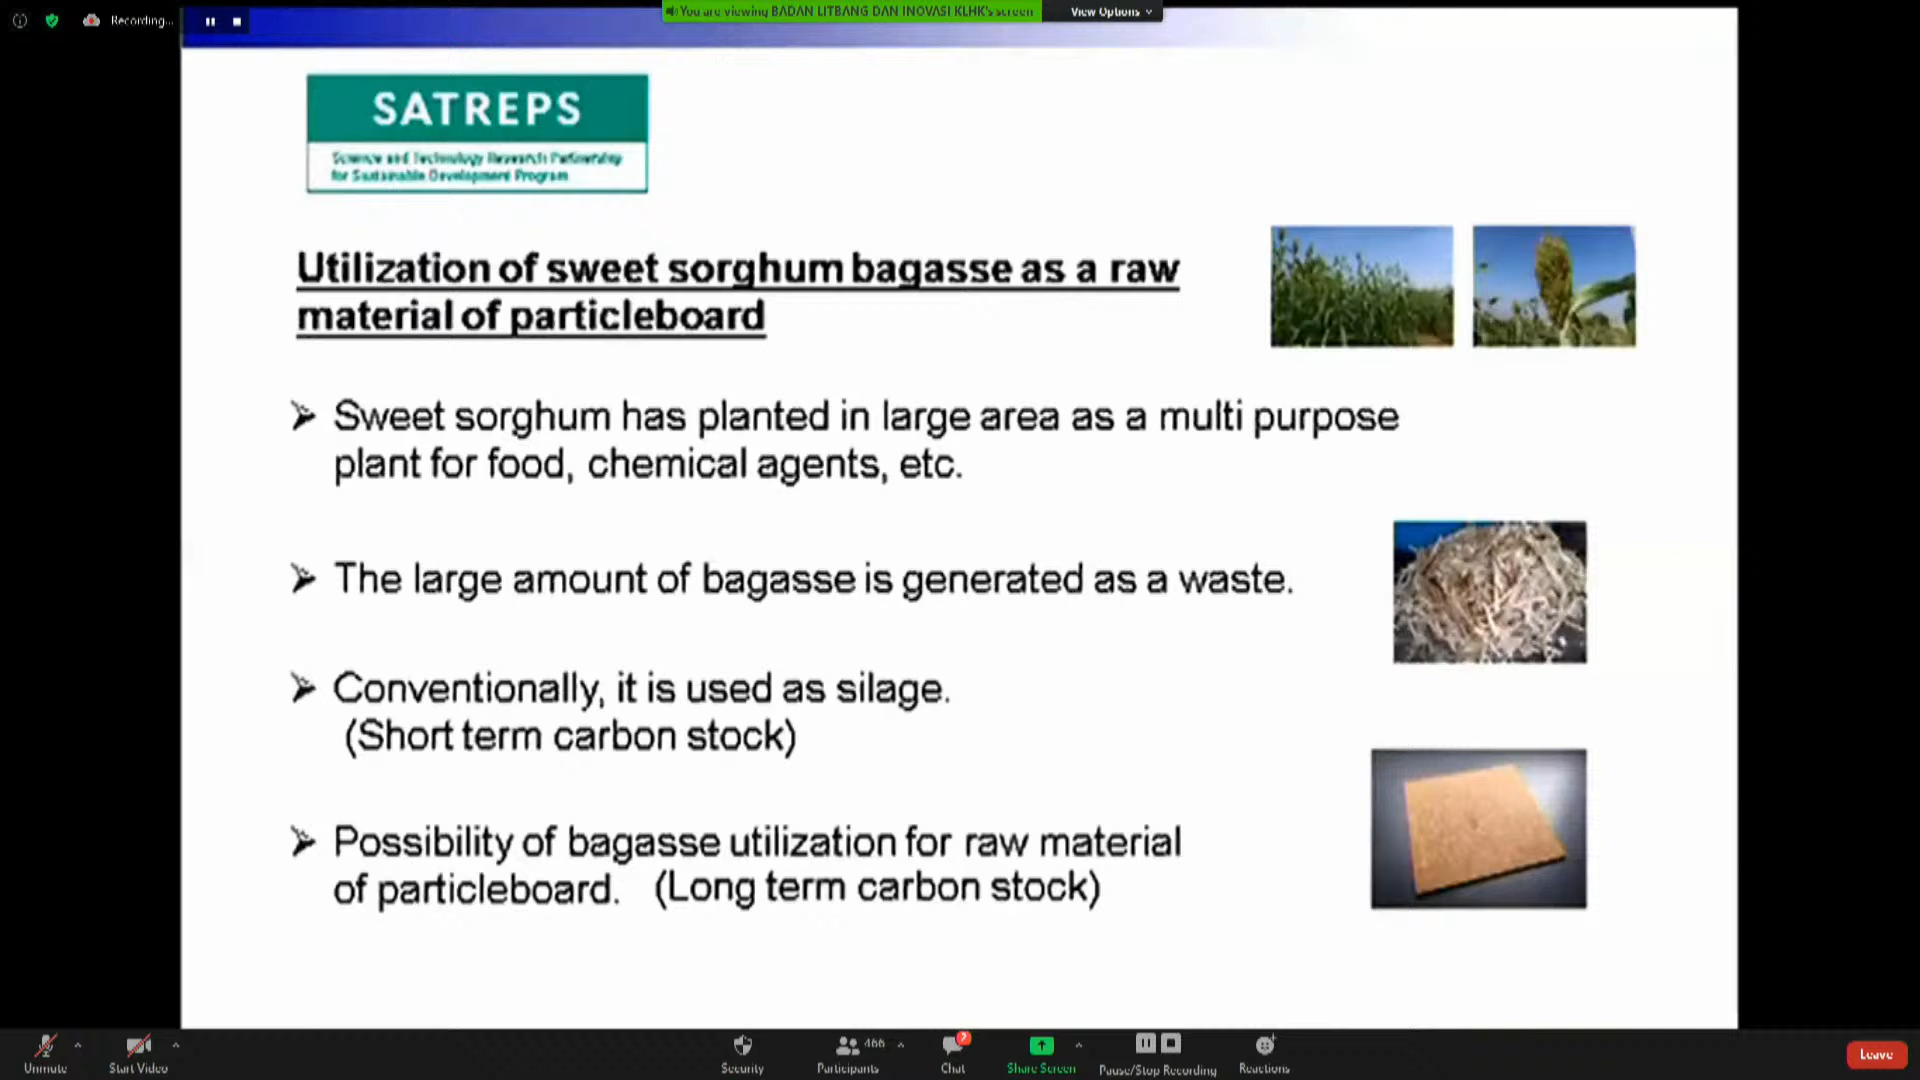 Recording...
You are viewing BADAN LITBANG DAN INOVASI KLHK's screen
View Options
SATREPS
Science and Technology Research Partnership
for Sustainable Development Program
Utilization of sweet sorghum bagasse as a raw
material of particleboard
Sweet sorghum has planted in large area as a multi purpose
plant for food, chemical agents, etc.
The large amount of bagasse is generated as a waste.
Conventionally, it is used as silage.
(Short term carbon stock)
Possibility of bagasse utilization for raw material
of particleboard. (Long term carbon stock)
Unmute
Start Video
Security
466
Participants
Chat
Share Screen
Pause/Stop Recording
Reactions
Leave